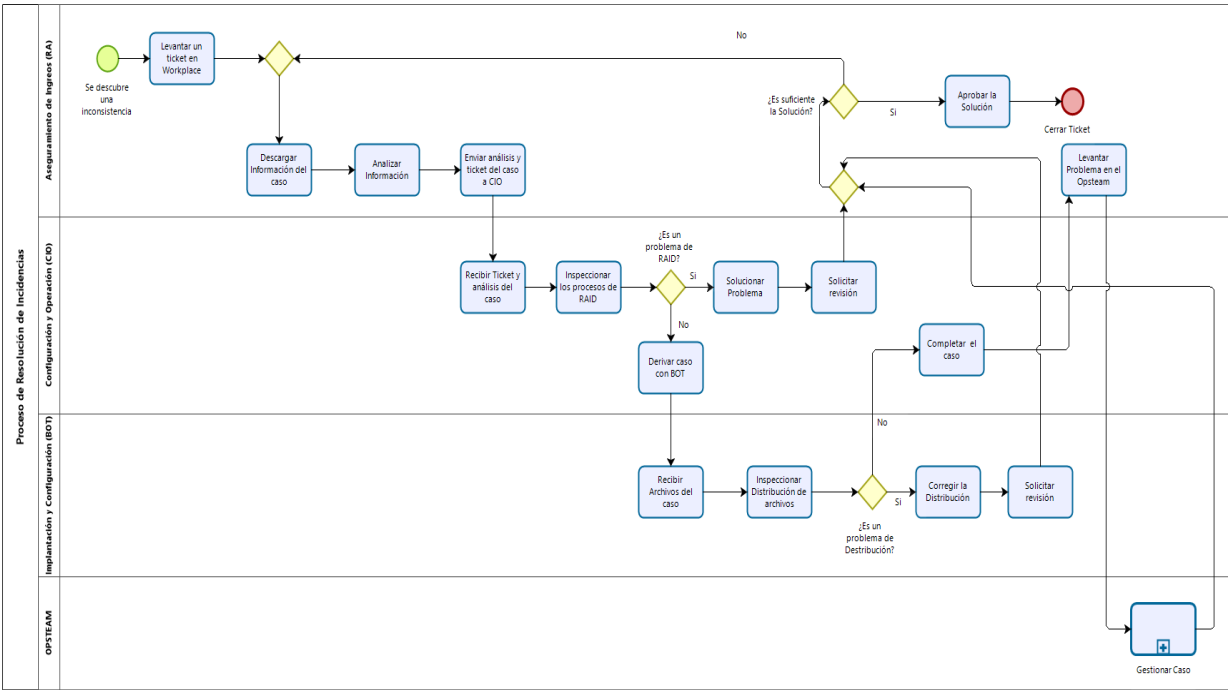 Proceso de Resolución de Incidencias
Aseguramiento de Ingreos (RA)
Se descubre
una
inconsistencia
Levantar un
ticket en
Workplace
No
Descargar
Información del
caso
Analizar
Información
Enviar análisis y
ticket del caso
a CIO
¿Es suficiente
la Solución?
Si
Aprobar la
Solución
Cerrar Ticket
Levantar
Problema en el
Opsteam
Configuración y Operación (CIO)
Recibir Ticket y
análisis del
caso
Inspeccionar
los procesos de
RAID
¿Es un
problema de
RAID?
Si
Solucionar
Problema
Solicitar
revisión
No
Derivar caso
con BOT
Completar el
caso
Implantación y Configuración (BOT)
Recibir
Archivos del
caso
Inspeccionar
Distribución de
archivos
No
¿Es un
problema de
Destribución?
Si
Corregir la
Distribución
Solicitar
revisión
OPSTEAM
Gestionar Caso